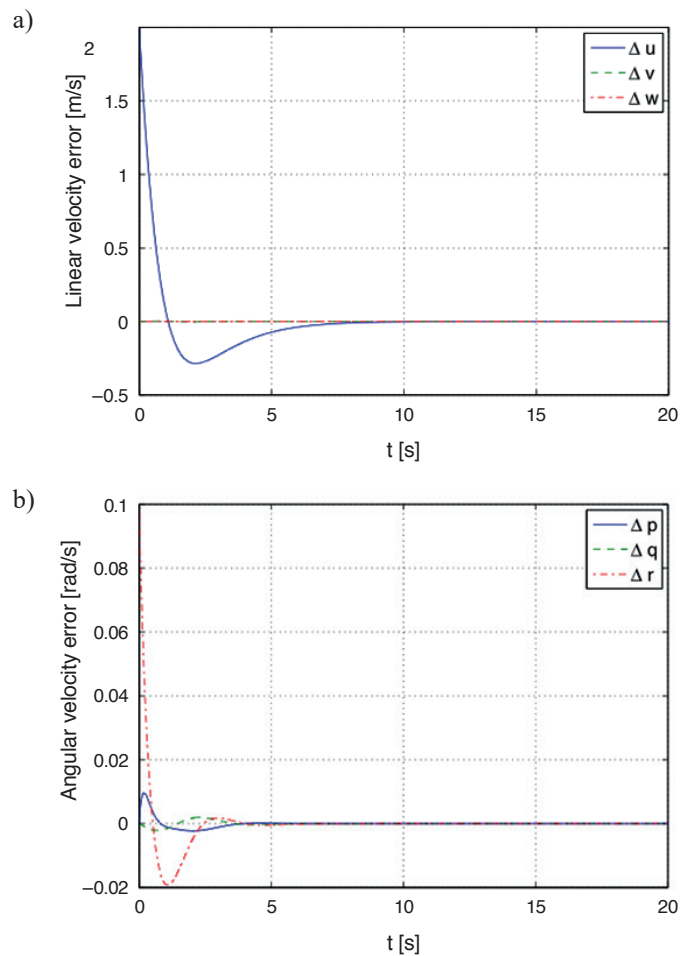 a)
Linear velocity error [m/s]
2
1.5
1
0.5
0
−0.5
Δ u
Δ v
Δ w
0 5 10 15 20
t [s]
b)
Angular velocity error [rad/s]
0.1
0.08
0.06
0.04
0.02
0
−0.02
Δ p
Δ q
Δ r
0 5 10 15 20
t [s]